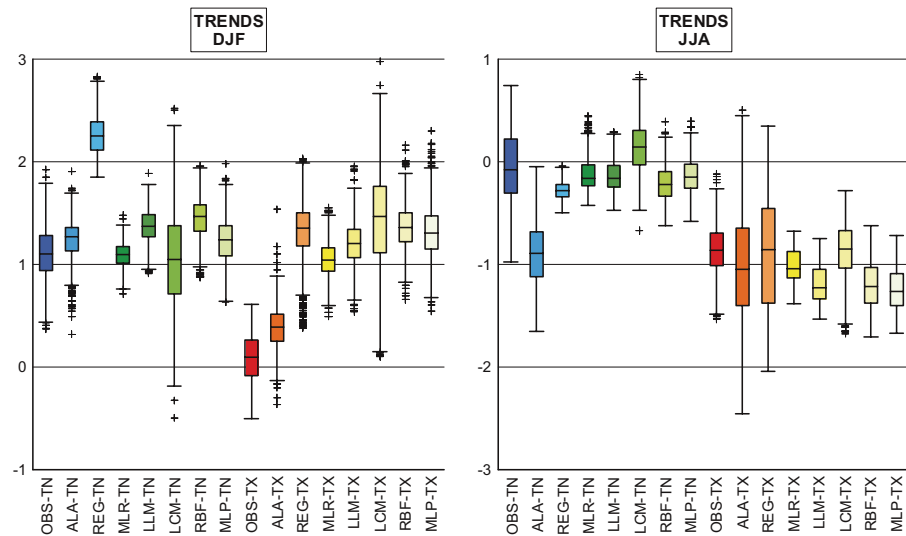 TRENDS
DJF
TRENDS
JJA
3
2
1
0
-1
1
0
-1
-2
-3
OBS-TN
ALA-TN
REG-TN
MLR-TN
LLM-TN
LCM-TN
RBF-TN
MLP-TN
OBS-TX
ALA-TX
REG-TX
MLR-TX
LLM-TX
LCM-TX
RBF-TX
MLP-TX
OBS-TN
ALA-TN
REG-TN
MLR-TN
LLM-TN
LCM-TN
RBF-TN
MLP-TN
OBS-TX
ALA-TX
REG-TX
MLR-TX
LLM-TX
LCM-TX
RBF-TX
MLP-TX